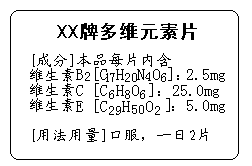 XX牌多维元素片
[成分]本品每片内含
维生素B2[C17H20N4O6]：2.5mg
维生素C [C6H8O6]：25.0mg
维生素E [C29H50O2 ]：5.0mg
[用法用量]口服，一日2片